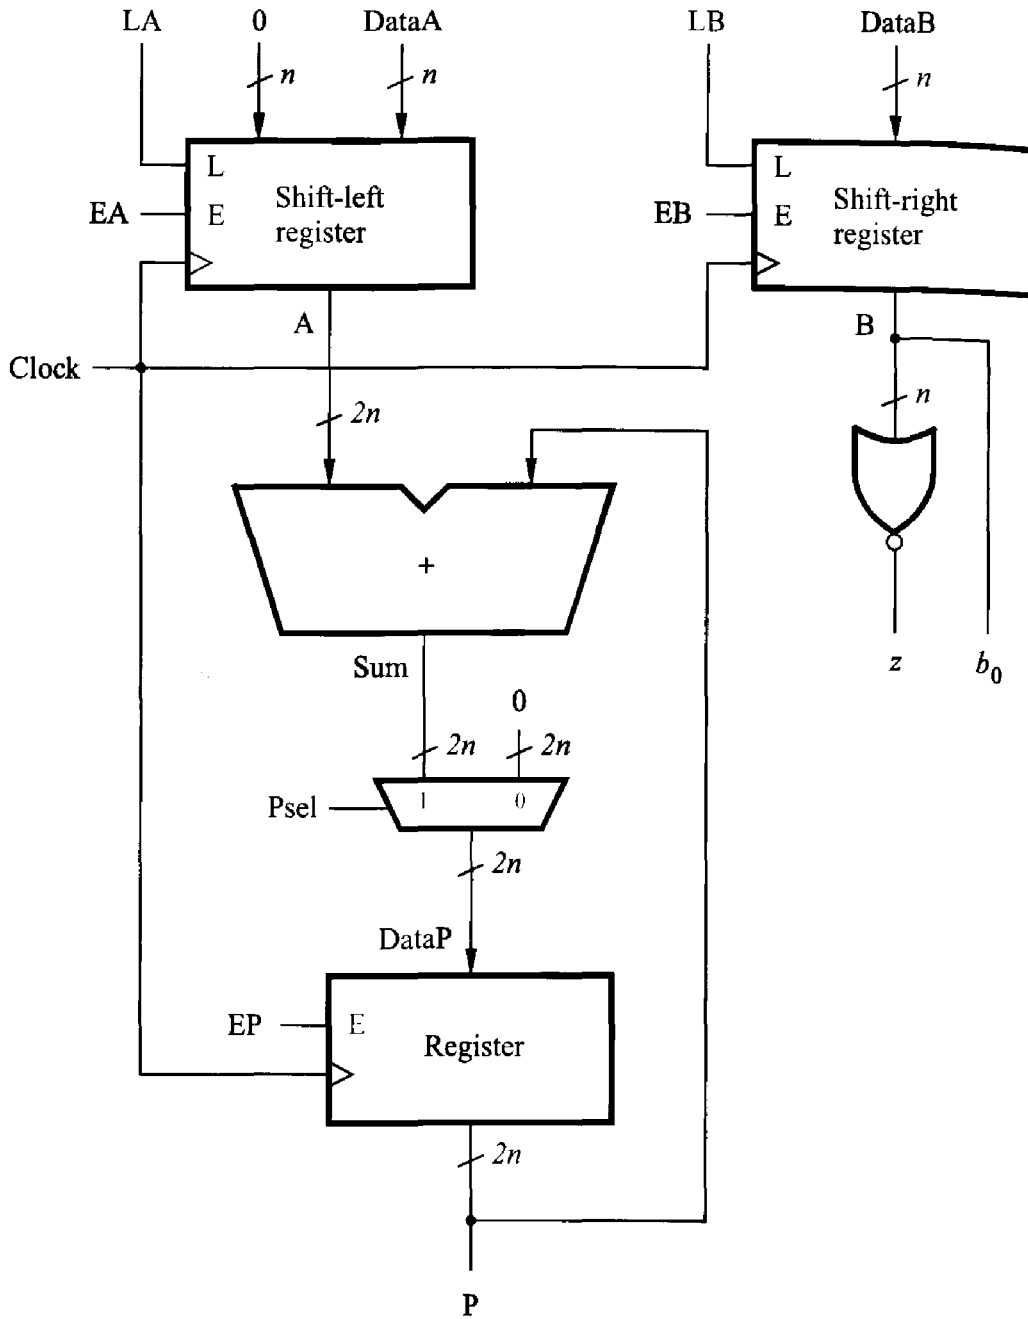 LA 0 DataA LB DataB
n n n
L Shift-left register
EA E
L Shift-right register
EB E
A B
Clock
2n n
+
Sum z b0
0
2n 2n
Psel 1 0
2n
DataP
EP E Register
2n
P